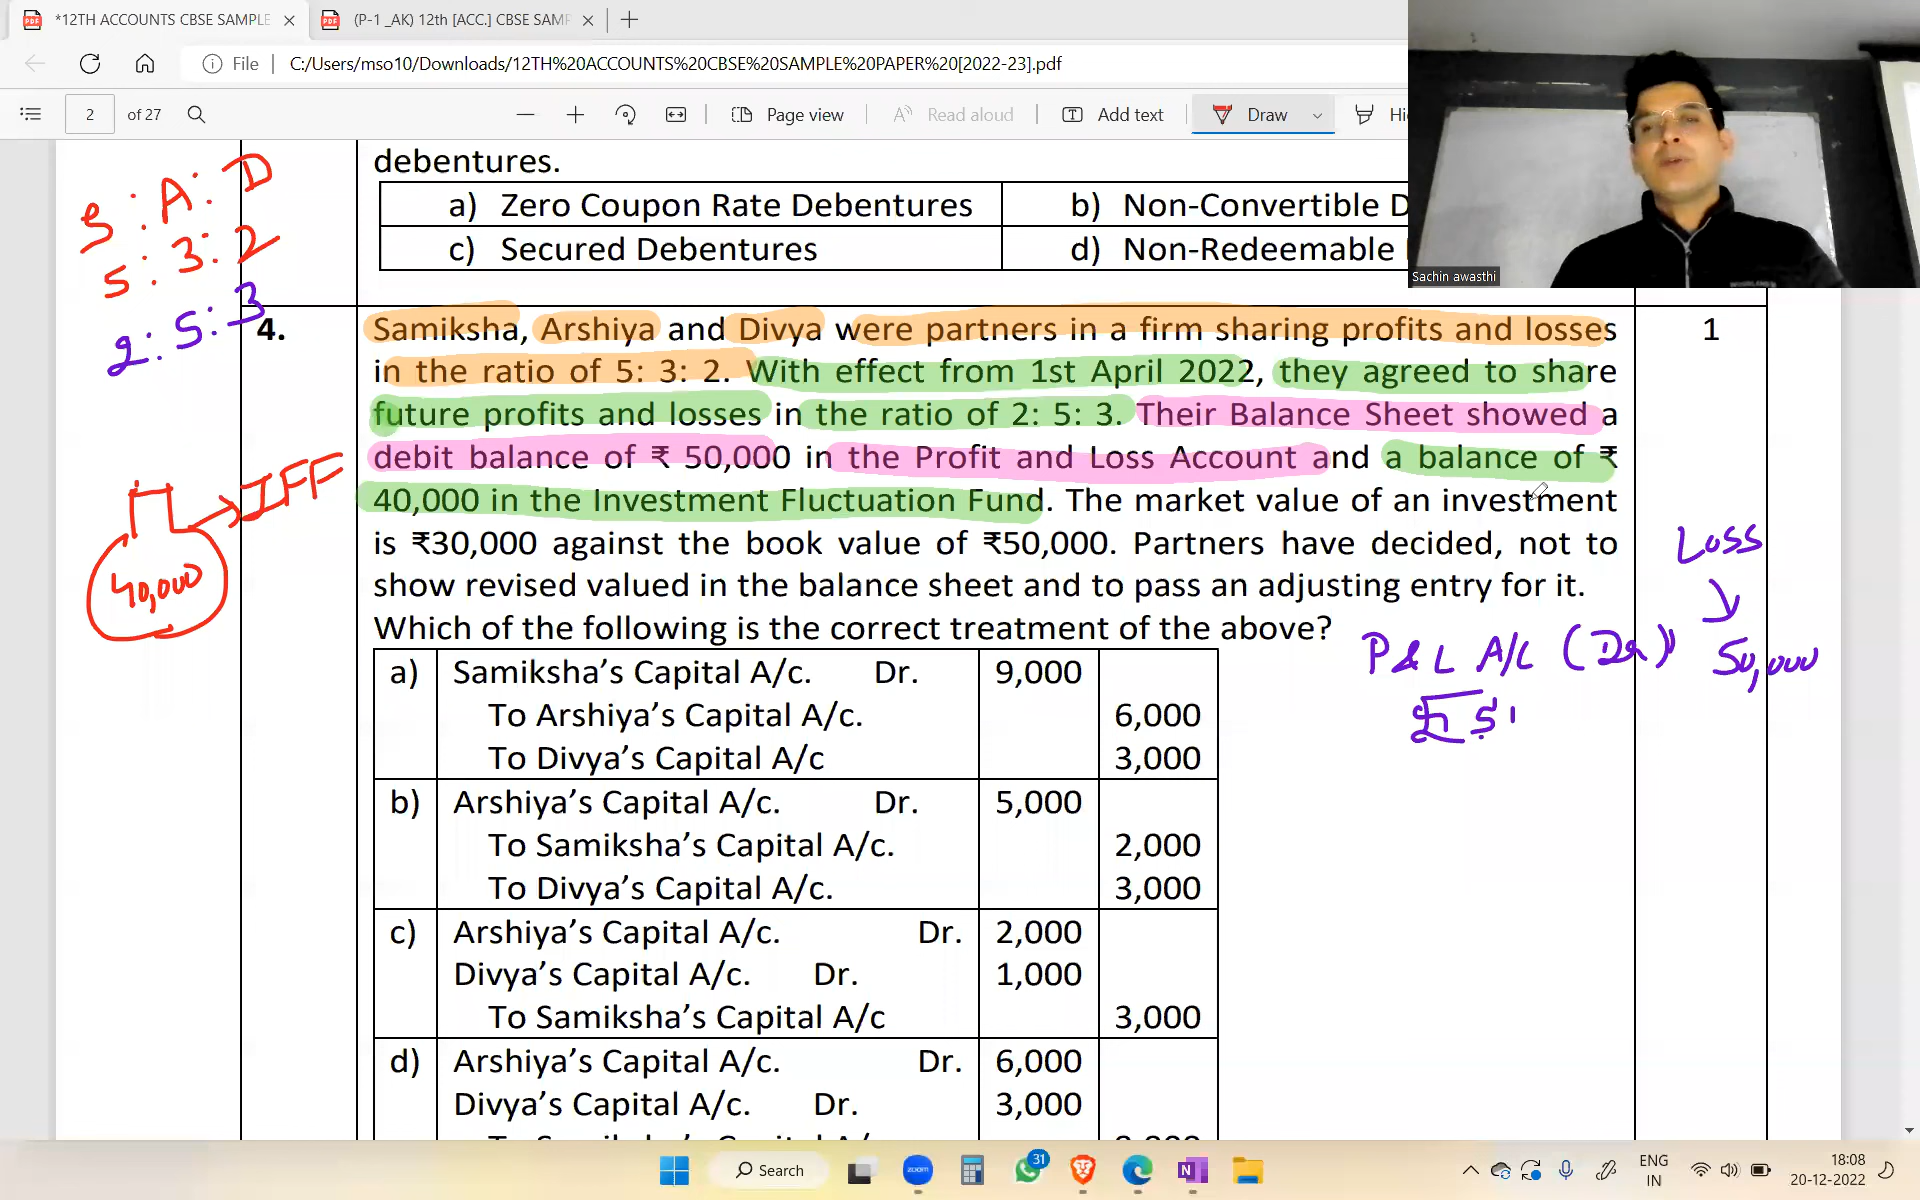 *12TH ACCOUNTS CBSE SAMPLE
(P-1 _AK) 12th [ACC.] CBSE SAMP
File C:/Users/mso10/Downloads/12TH%20ACCOUNTS%20CBSE%20SAMPLE%20PAPER%20[2022-23].pdf
2 of 27 Page view Read aloud Add text Draw Hi
Sachin awasthi
debentures.
a) Zero Coupon Rate Debentures b) Non-Convertible D
c) Secured Debentures d) Non-Redeemable
S : A : D
5 : 3 : 2
2 : 5 : 3
4. Samiksha, Arshiya and Divya were partners in a firm sharing profits and losses 1
in the ratio of 5: 3: 2. With effect from 1st April 2022, they agreed to share
future profits and losses in the ratio of 2: 5: 3. Their Balance Sheet showed a
debit balance of ₹ 50,000 in the Profit and Loss Account and a balance of ₹
40,000 in the Investment Fluctuation Fund. The market value of an investment
is ₹30,000 against the book value of ₹50,000. Partners have decided, not to
show revised valued in the balance sheet and to pass an adjusting entry for it.
Which of the following is the correct treatment of the above?
IFF
40,000
Loss
50,000
P & L A/C (Dr)
a) Samiksha’s Capital A/c. Dr. 9,000
To Arshiya’s Capital A/c. 6,000
To Divya’s Capital A/c 3,000
b) Arshiya’s Capital A/c. Dr. 5,000
To Samiksha’s Capital A/c. 2,000
To Divya’s Capital A/c. 3,000
c) Arshiya’s Capital A/c. Dr. 2,000
Divya’s Capital A/c. Dr. 1,000
To Samiksha’s Capital A/c 3,000
d) Arshiya’s Capital A/c. Dr. 6,000
Divya’s Capital A/c. Dr. 3,000
Search
zoom
31
N
ENG
IN
18:08
20-12-2022